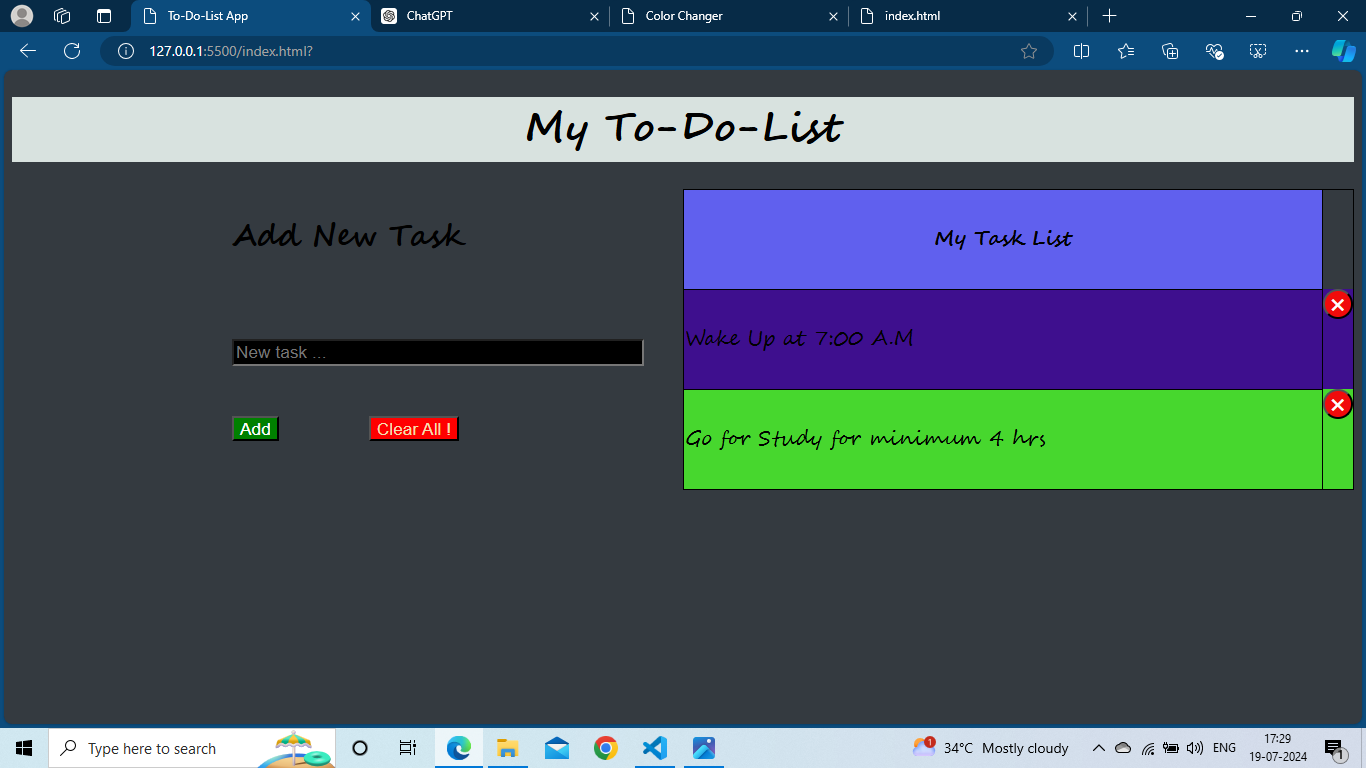 To-Do-List App
ChatGPT
Color Changer
index.html
127.0.0.1:5500/index.html?
My To-Do-List
Add New Task
New task ...
Add
Clear All !
My Task List
Wake Up at 7:00 A.M
Go for Study for minimum 4 hrs
Type here to search
1
34°C Mostly cloudy
ENG
17:29
19-07-2024
1